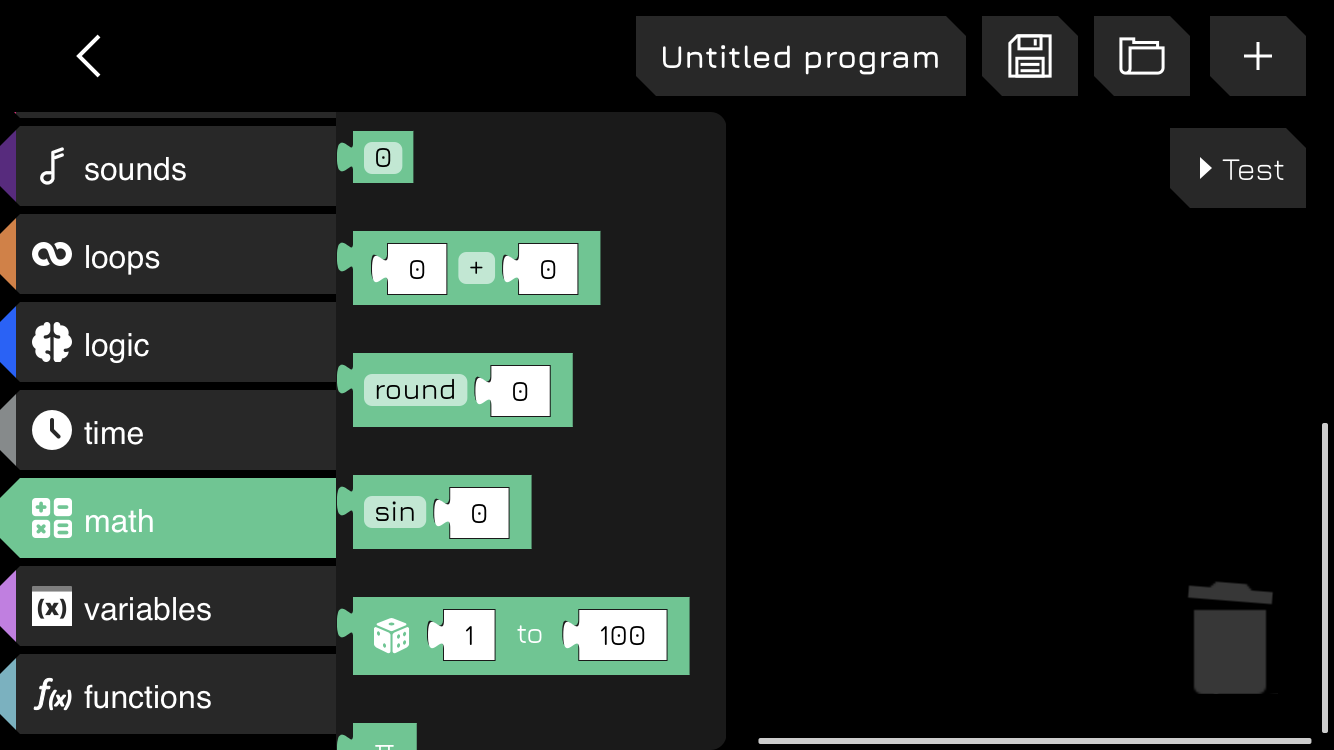 Untitled program
Test
sounds
loops
logic
time
math
(x) variables
f(x) functions
0
0 + 0
round 0
sin 0
1 to 100
π